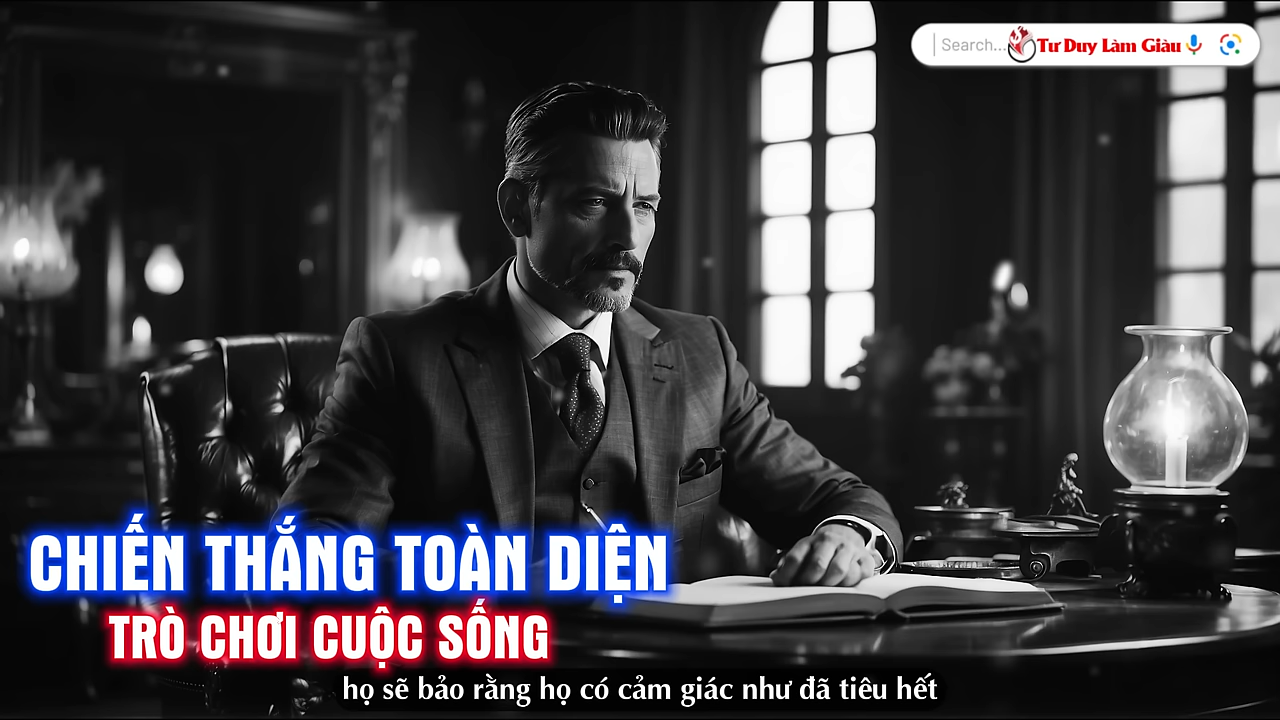 Search... Tư Duy Làm Giàu
CHIẾN THẮNG TOÀN DIỆN
TRÒ CHƠI CUỘC SỐNG
họ sẽ bảo rằng họ có cảm giác như đã tiêu hết